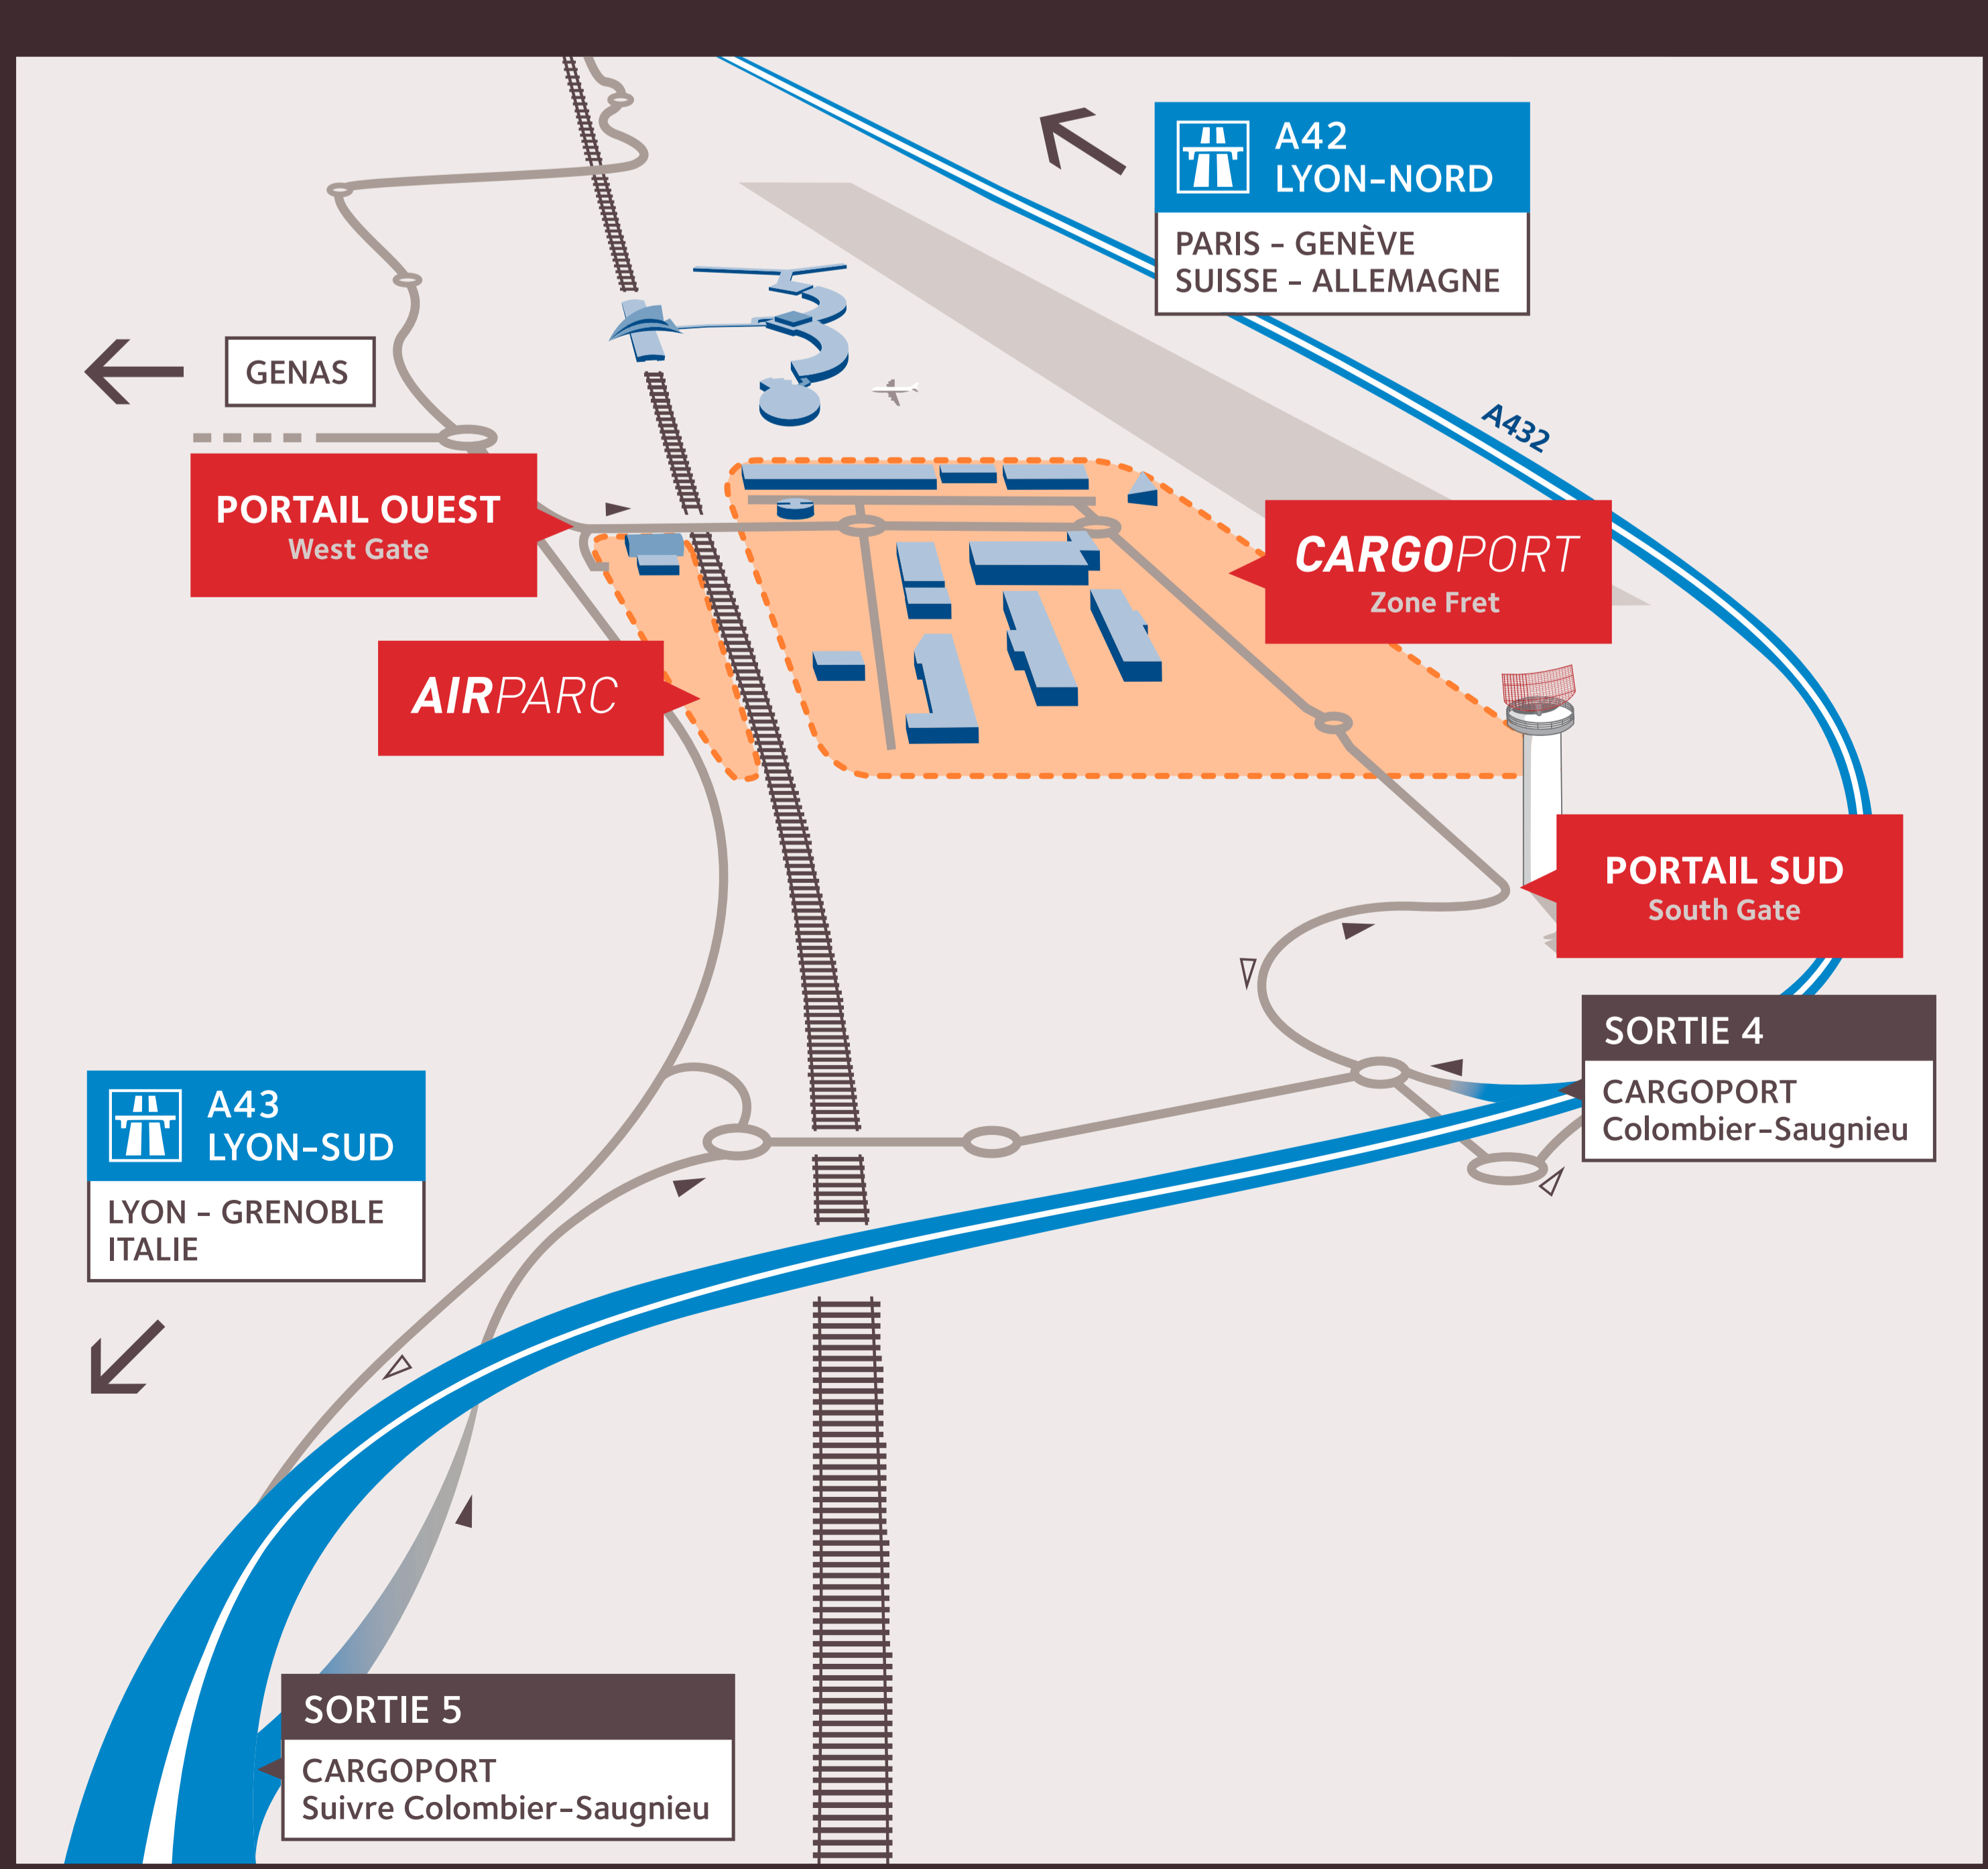 A42
LYON-NORD
PARIS - GENÈVE
SUISSE - ALLEMAGNE
GENAS
A432
PORTAIL OUEST
West Gate
CARGOPORT
Zone Fret
AIRPARC
PORTAIL SUD
South Gate
SORTIE 4
CARGOPORT
Colombier-Saugnieu
A43
LYON-SUD
LYON - GRENOBLE
ITALIE
SORTIE 5
CARGOPORT
Suivre Colombier-Saugnieu